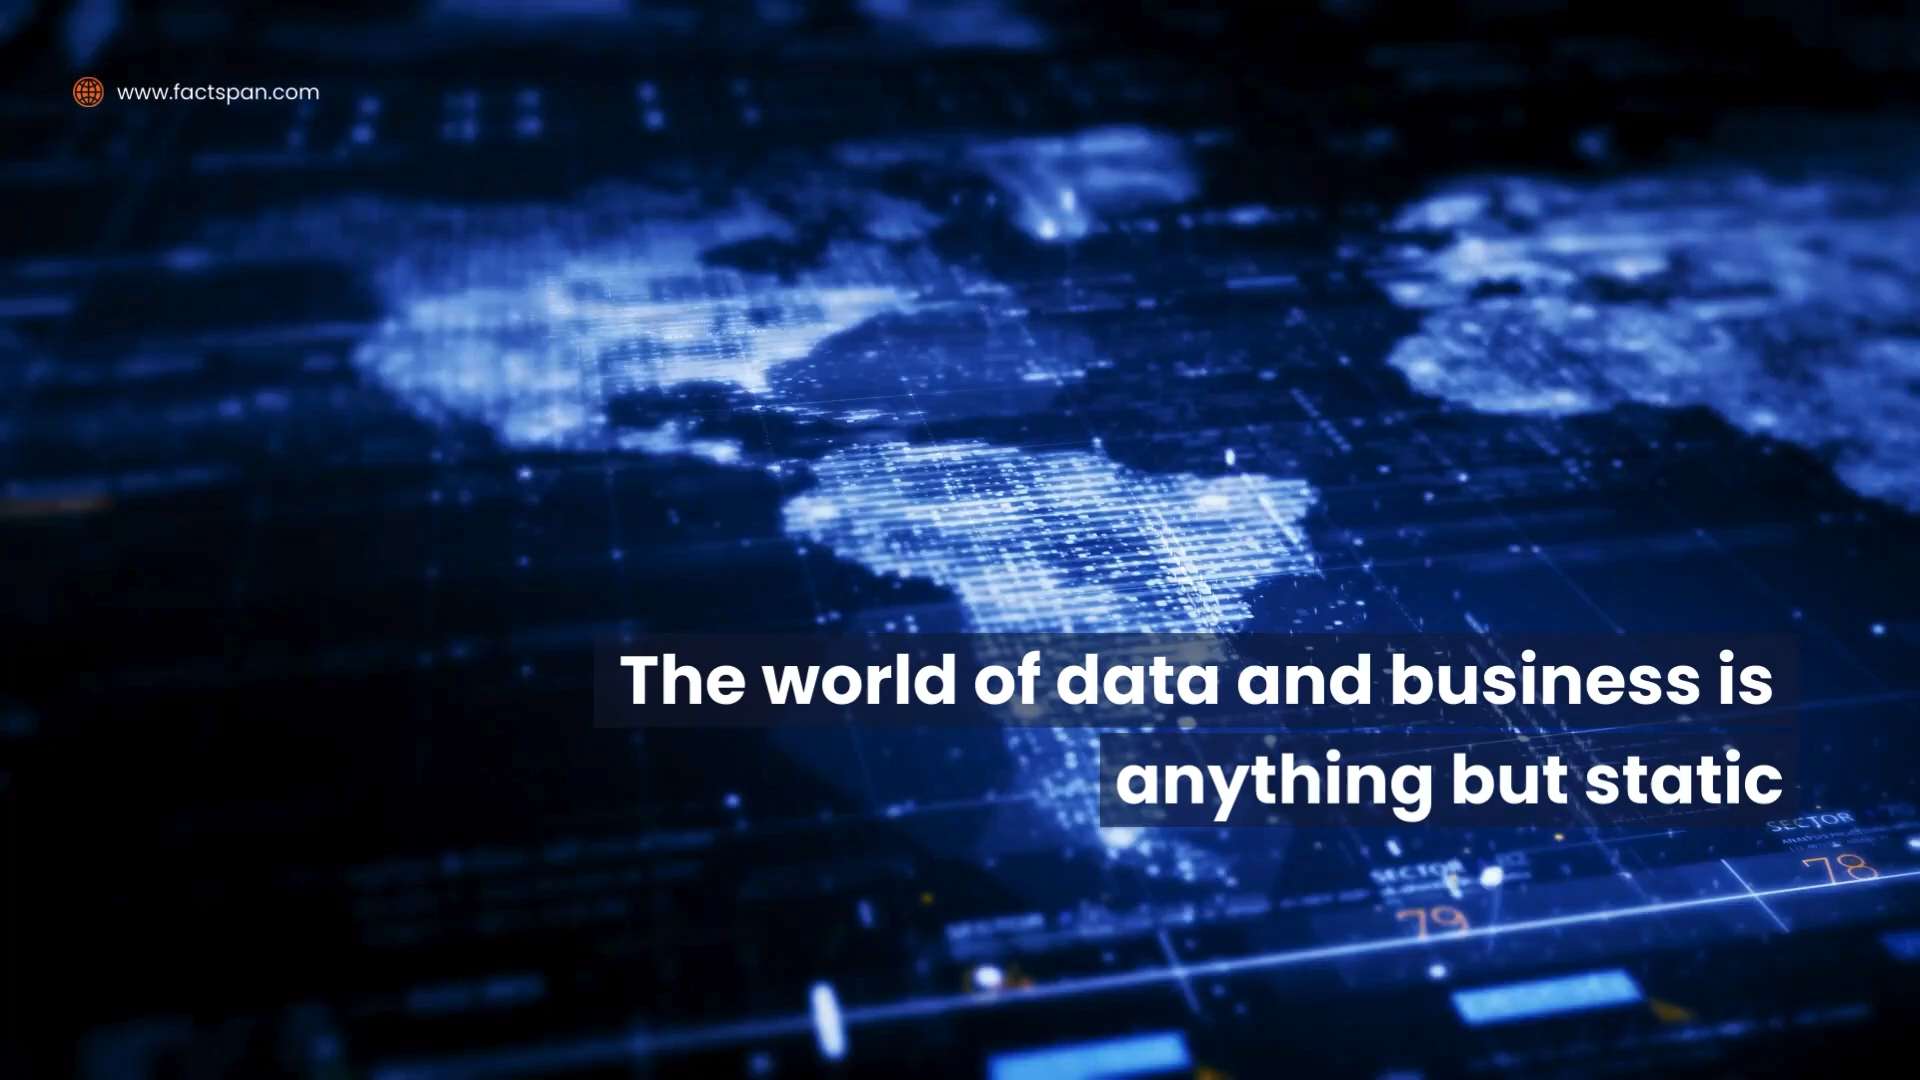 www.factspan.com
The world of data and business is
anything but static
SECTOR
78
SECTOR
79